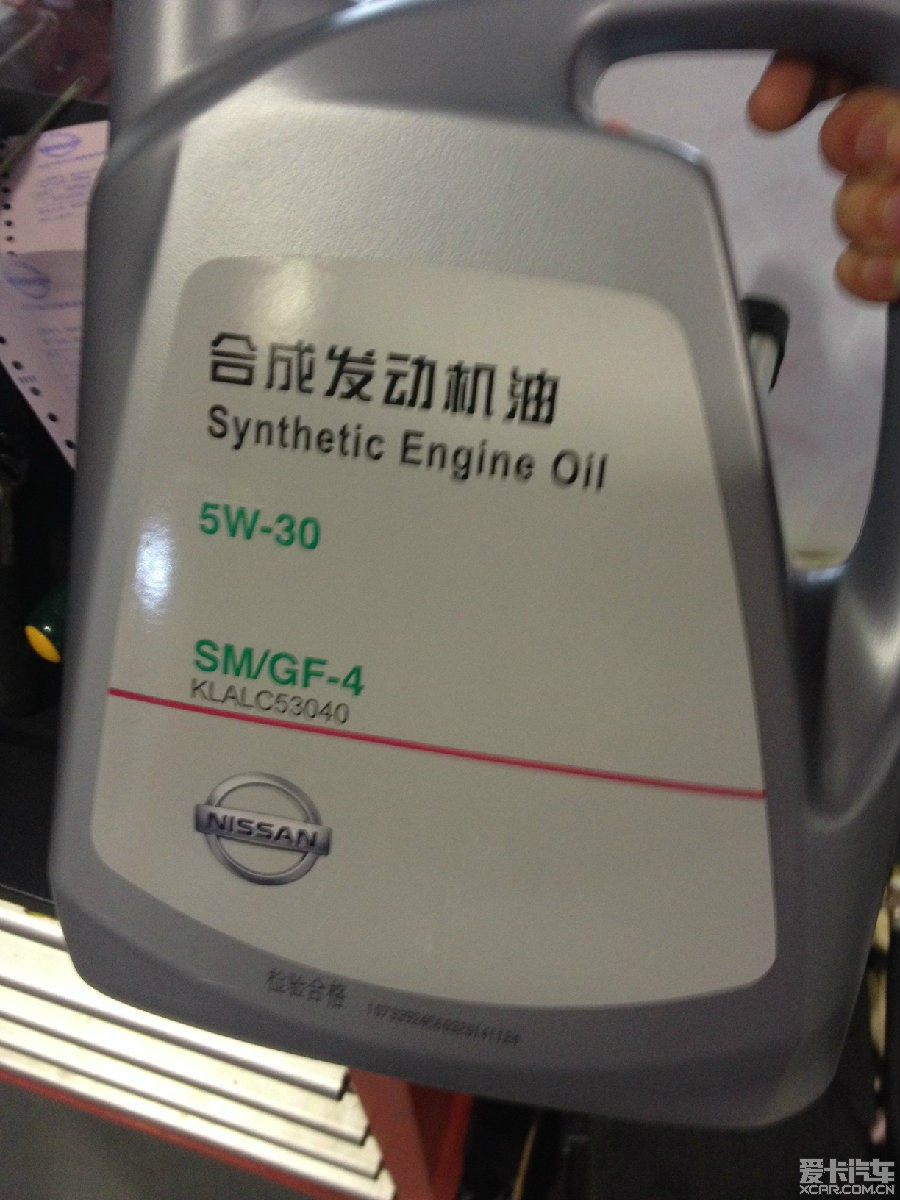 合成发动机油
Synthetic Engine Oil
5W-30
SM/GF-4
KLALC53040
NISSAN
检验合格
爱卡汽车
XCAR.COM.CN